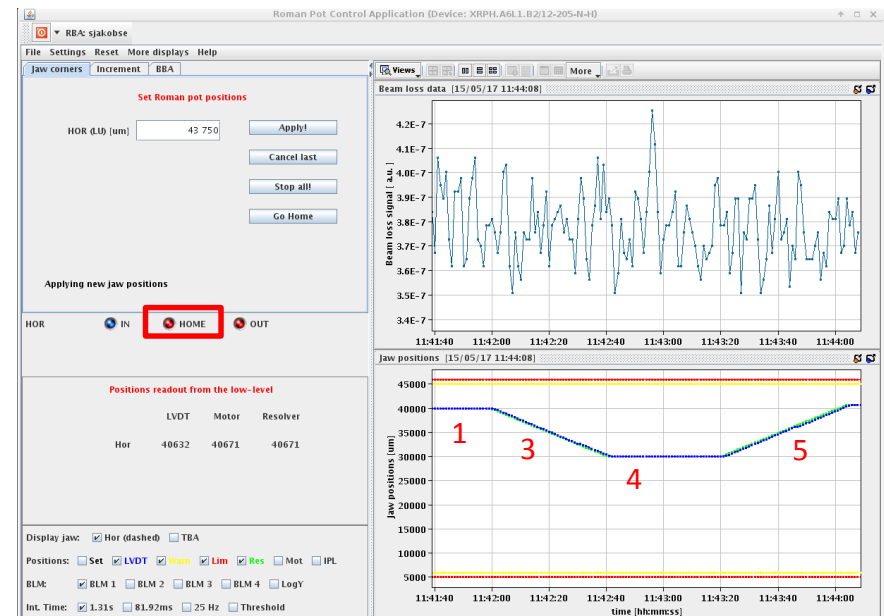 Roman Pot Control Application (Device: XRPH.A6L1.B2/12-205-N-H)
RBA: sjakobse
File Settings Reset More displays Help
Jaw corners Increment BBA
Set Roman pot positions
HOR (LU) [um] 43 750 Apply!
Cancel last
Stop all!
Go Home
Applying new jaw positions
HOR IN HOME OUT
Positions readout from the low-level
LVDT Motor Resolver
Hor 40632 40671 40671
Display jaw: Hor (dashed) TBA
Positions: Set LVDT Warn Lim Res Mot IPL
BLM: BLM 1 BLM 2 BLM 3 BLM 4 LogY
Int. Time: 1.31s 81.92ms 25 Hz Threshold
Views More
Beam loss data [15/05/17 11:44:08]
Beam loss signal [ a.u. ]
4.2E-7
4.1E-7
4.0E-7
3.9E-7
3.8E-7
3.7E-7
3.6E-7
3.5E-7
3.4E-7
11:41:40 11:42:00 11:42:20 11:42:40 11:43:00 11:43:20 11:43:40 11:44:00
Jaw positions [15/05/17 11:44:08]
Jaw positions [um]
45000
40000
35000
30000
25000
20000
15000
10000
5000
1
3
4
5
11:41:40 11:42:00 11:42:20 11:42:40 11:43:00 11:43:20 11:43:40 11:44:00
time [hh:mm:ss]